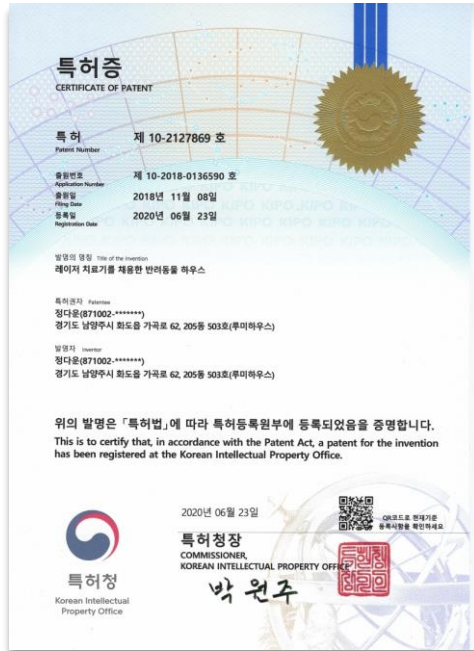 특허증
CERTIFICATE OF PATENT
특 허 제 10-2127869 호
Patent Number
출원번호 제 10-2018-0136590 호
Application Number
출원일 2018년 11월 08일
Filing Date
등록일 2020년 06월 23일
Registration Date
발명의 명칭 Title of the Invention
레이저 치료기를 채용한 반려동물 하우스
특허권자 Patentee
정다운(871002-*******)
경기도 남양주시 화도읍 가곡로 62, 205동 503호(루미하우스)
발명자 Inventor
정다운(871002-*******)
경기도 남양주시 화도읍 가곡로 62, 205동 503호(루미하우스)
위의 발명은 「특허법」에 따라 특허등록원부에 등록되었음을 증명합니다.
This is to certify that, in accordance with the Patent Act, a patent for the invention
has been registered at the Korean Intellectual Property Office.
2020년 06월 23일
QR코드로 현재기준
등록사항을 확인하세요
특허청장
COMMISSIONER,
KOREAN INTELLECTUAL PROPERTY OFFICE
박원주
특허청
Korean Intellectual
Property Office